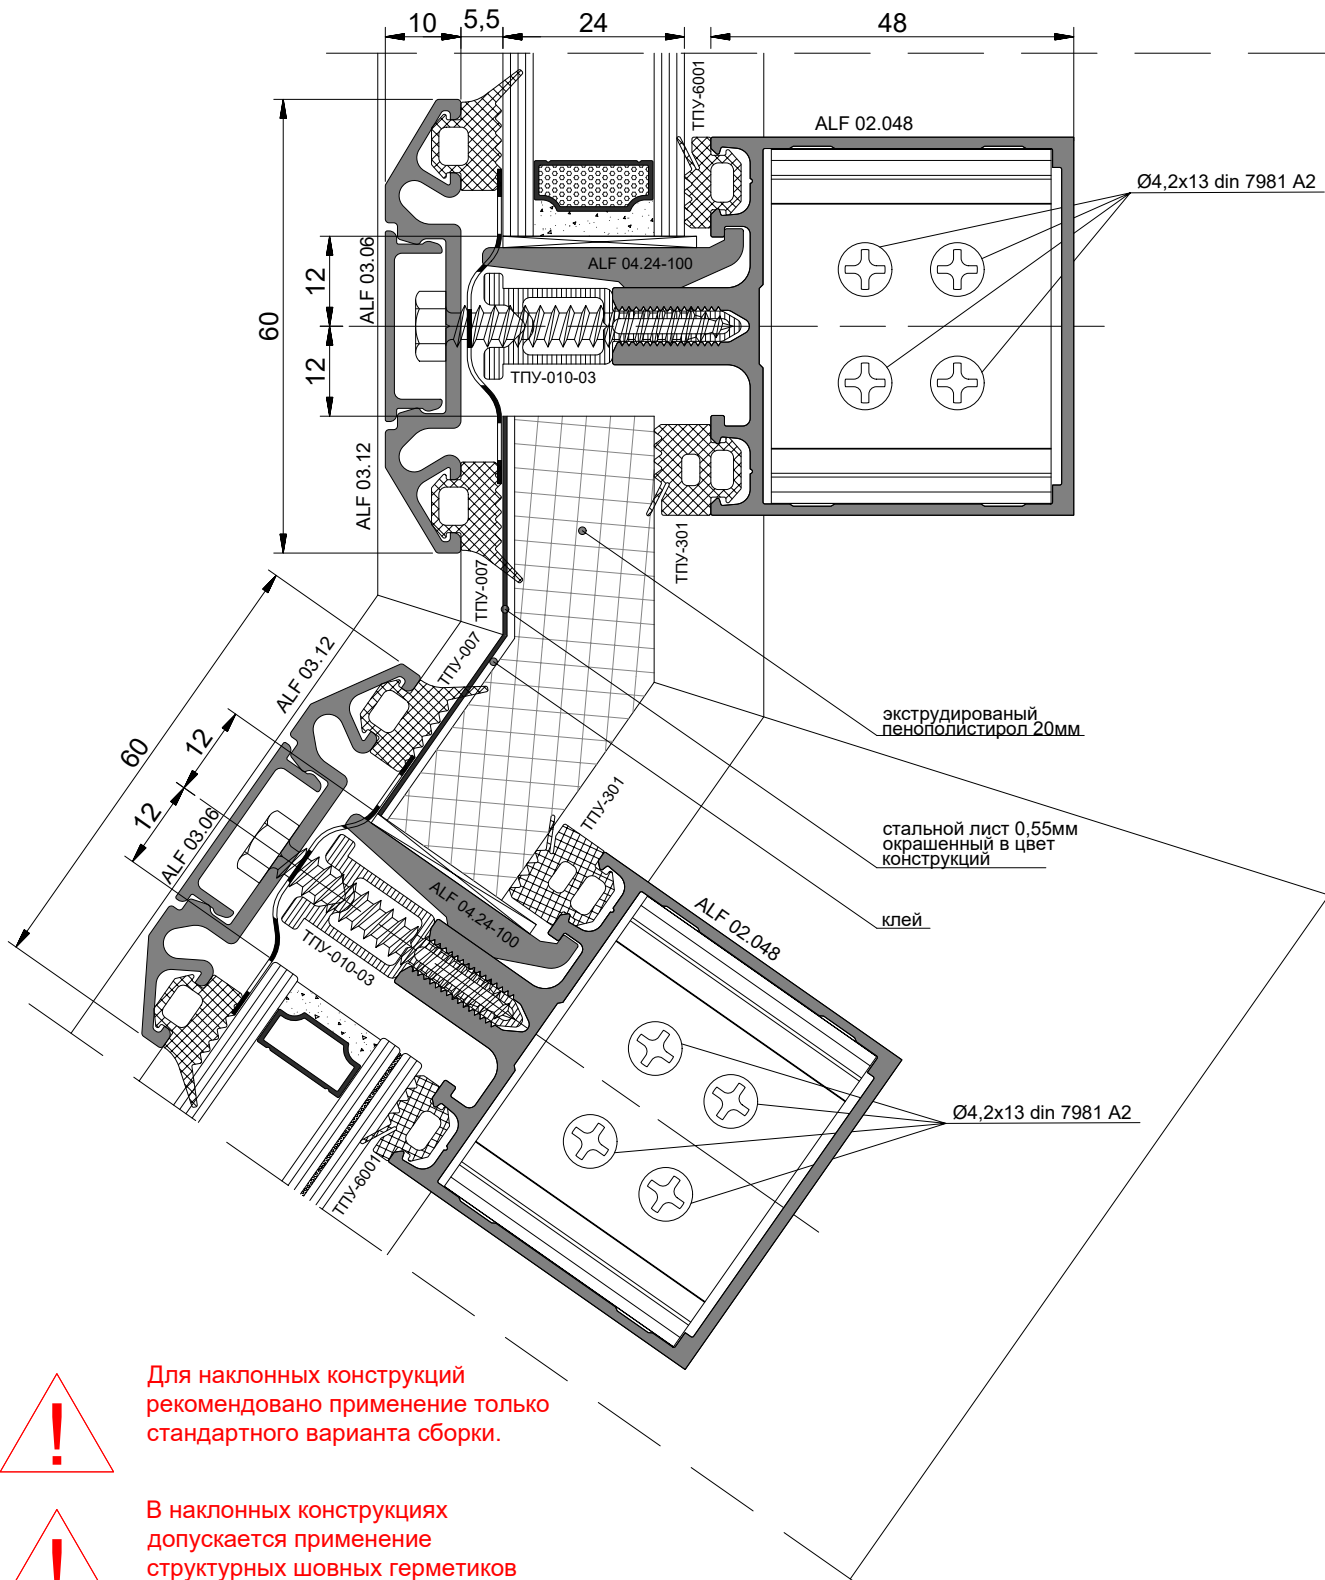 10
5,5
24
48
ТПУ-6001
ALF 02.048
Ø4,2x13 din 7981 A2
ALF 03.06
ALF 04.24-100
12
60
12
ТПУ-010-03
ALF 03.12
ТПУ-007
ТПУ-301
ТПУ-007
ALF 03.12
экструдированый
пенополистирол 20мм
60
12
12
ALF 03.06
ТПУ-301
стальной лист 0,55мм
окрашенный в цвет
конструкций
ALF 04.24-100
ALF 02.048
клей
ТПУ-010-03
Ø4,2x13 din 7981 A2
ТПУ-6001
!
Для наклонных конструкций
рекомендовано применение только
стандартного варианта сборки.
!
В наклонных конструкциях
допускается применение
структурных шовных герметиков